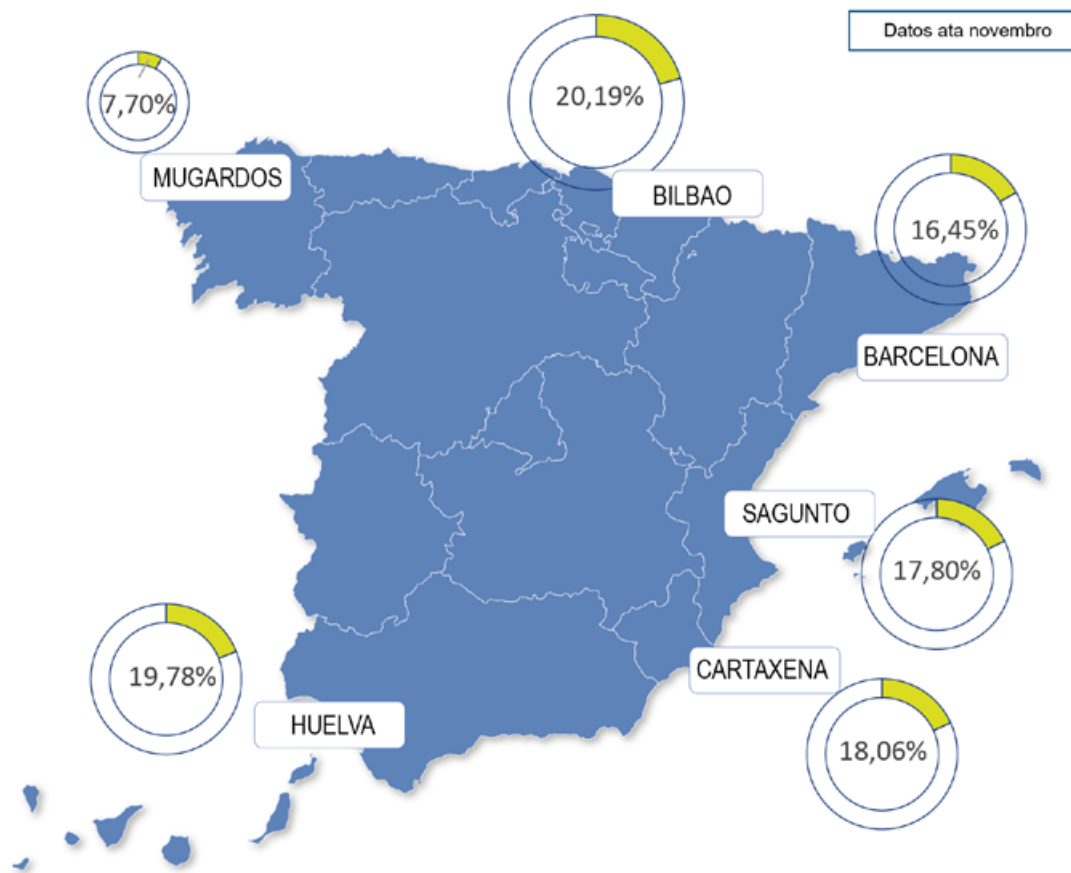 Datos ata novembro
7,70%
MUGARDOS
20,19%
BILBAO
16,45%
BARCELONA
SAGUNTO
17,80%
CARTAXENA
18,06%
19,78%
HUELVA